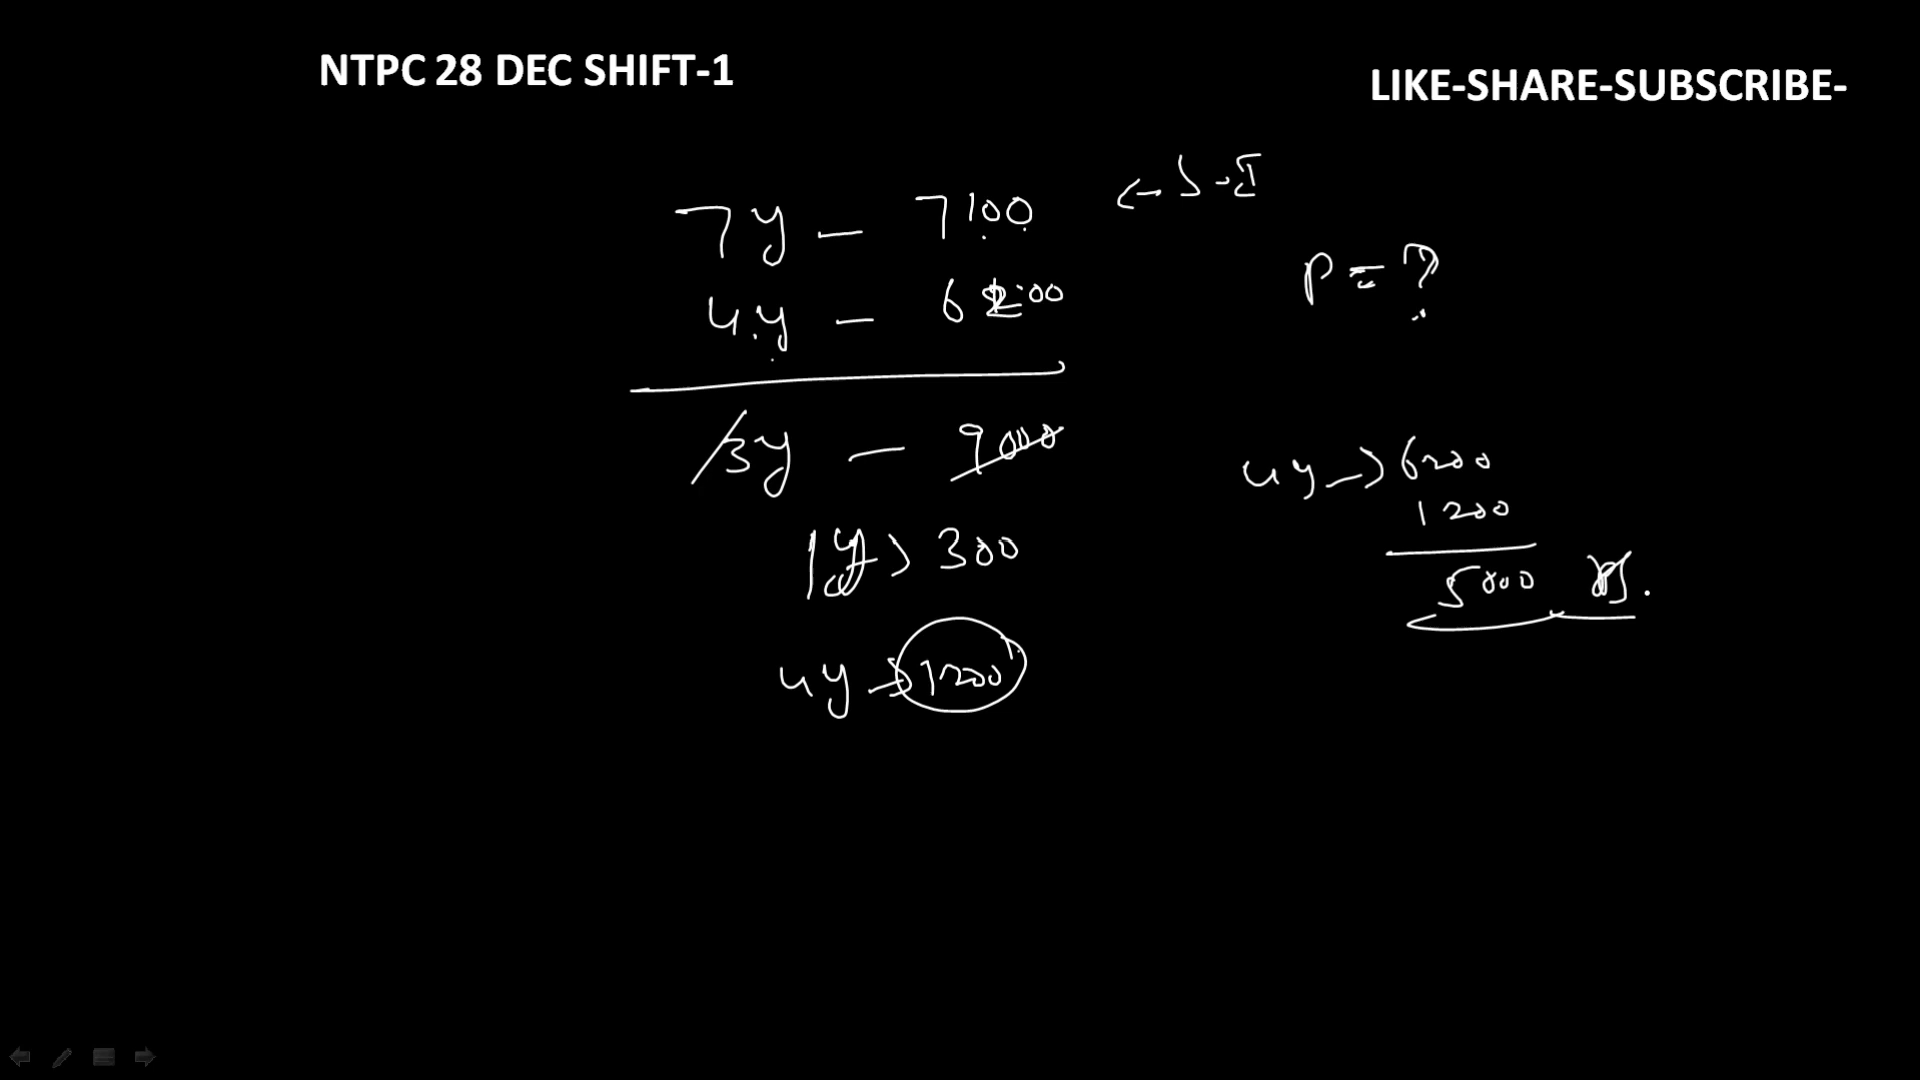 NTPC 28 DEC SHIFT-1
LIKE-SHARE-SUBSCRIBE-
7y — 7100
4y — 6200
3y — 9000
1y → 300
4y → 1200
P = ?
4y → 6200
1200
5000